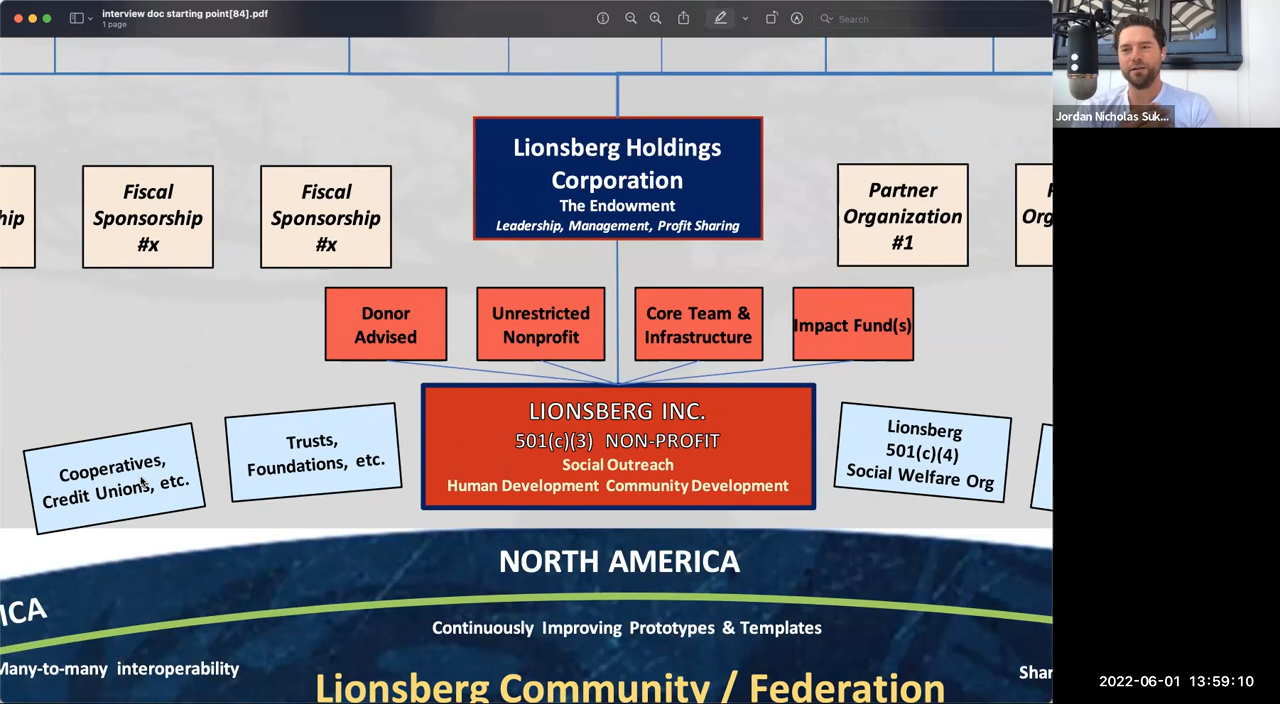 interview doc starting point[84].pdf
1 page
Search
Jordan Nicholas Suk...
Lionsberg Holdings
Corporation
The Endowment
Leadership, Management, Profit Sharing
hip
Fiscal
Sponsorship
#x
Fiscal
Sponsorship
#x
Partner
Organization
#1
Org
Donor
Advised
Unrestricted
Nonprofit
Core Team &
Infrastructure
Impact Fund(s)
LIONSBERG INC.
501(c)(3) NON-PROFIT
Social Outreach
Human Development Community Development
Cooperatives,
Credit Unions, etc.
Trusts,
Foundations, etc.
Lionsberg
501(c)(4)
Social Welfare Org
NORTH AMERICA
ICA
Continuously Improving Prototypes & Templates
Many-to-many interoperability
Shar
Lionsberg Community / Federation
2022-06-01 13:59:10